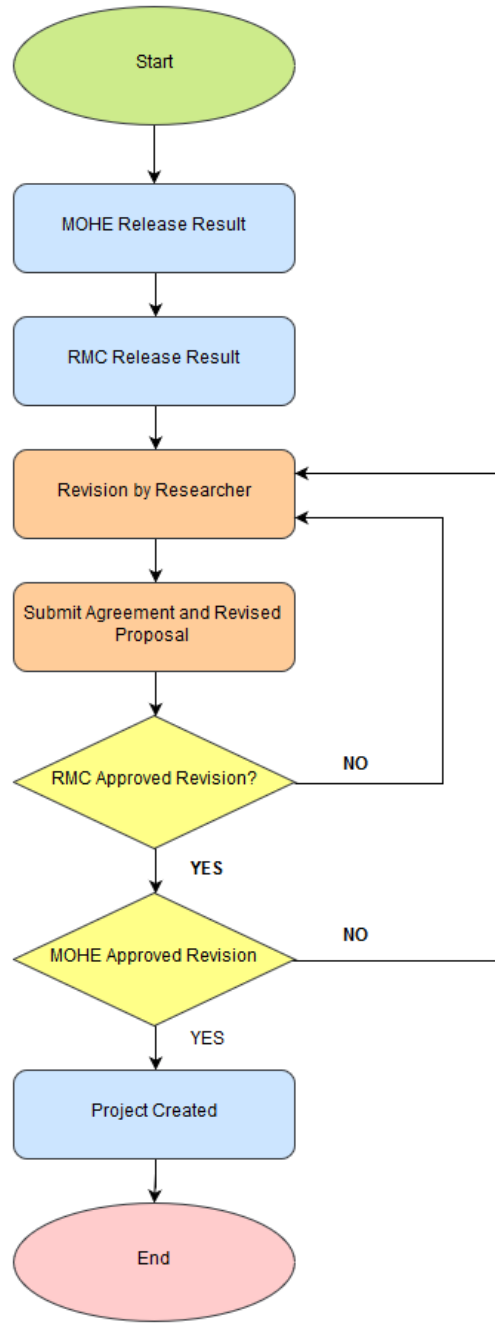 Start
MOHE Release Result
RMC Release Result
Revision by Researcher
Submit Agreement and Revised
Proposal
RMC Approved Revision?
NO
YES
MOHE Approved Revision
NO
YES
Project Created
End